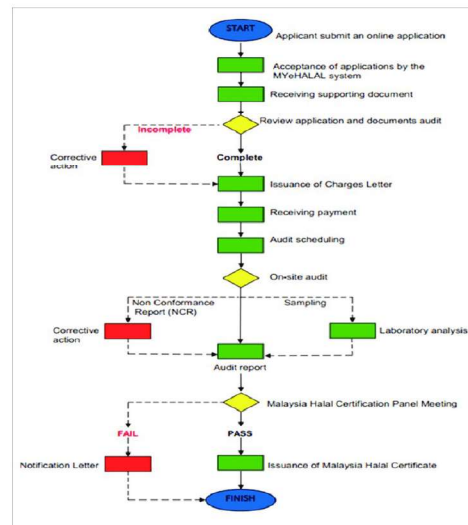 START
Applicant submit an online application
Acceptance of applications by the
MYeHALAL system
Receiving supporting document
Review application and documents audit
Incomplete
Complete
Corrective
action
Issuance of Charges Letter
Receiving payment
Audit scheduling
On-site audit
Non Conformance
Report (NCR)
Sampling
Corrective
action
Laboratory analysis
Audit report
Malaysia Halal Certification Panel Meeting
FAIL
PASS
Notification Letter
Issuance of Malaysia Halal Certificate
FINISH